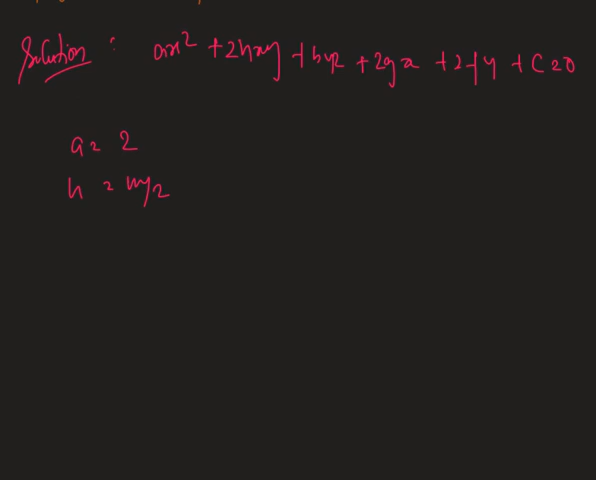 Solution : ax² + 2hxy + by² + 2gx + 2fy + C = 0
a = 2
h = m/2